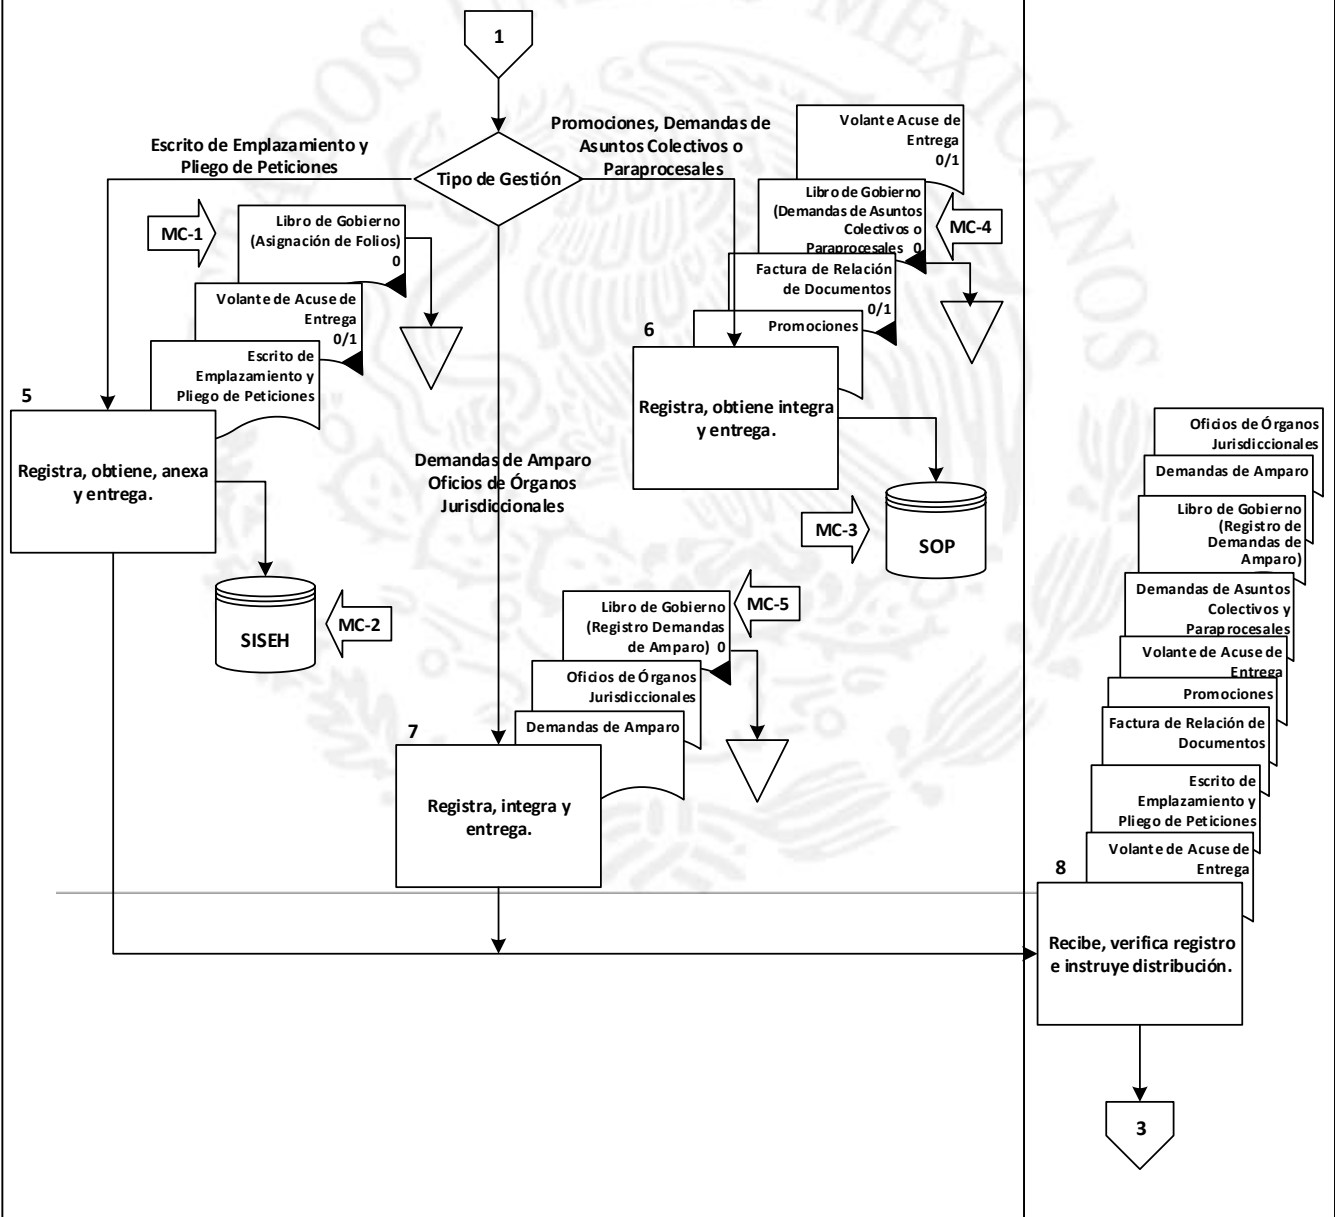 UNIDOS MEXICANOS
1
Tipo de Gestión
Escrito de Emplazamiento y
Pliego de Peticiones
MC-1
Libro de Gobierno
(Asignación de Folios)
0
Volante de Acuse de
Entrega
0/1
Escrito de
Emplazamiento y
Pliego de Peticiones
5
Registra, obtiene, anexa
y entrega.
SISEH
MC-2
Promociones, Demandas de
Asuntos Colectivos o
Paraprocesales
Volante Acuse de
Entrega
0/1
Libro de Gobierno
(Demandas de Asuntos
Colectivos o
Paraprocesales 0
MC-4
Factura de Relación
de Documentos
0/1
Promociones
6
Registra, obtiene integra
y entrega.
MC-3
SOP
Demandas de Amparo
Oficios de Órganos
Jurisdiccionales
Libro de Gobierno
(Registro Demandas
de Amparo) 0
MC-5
Oficios de Órganos
Jurisdiccionales
Demandas de Amparo
7
Registra, integra y
entrega.
Oficios de Órganos
Jurisdiccionales
Demandas de Amparo
Libro de Gobierno
(Registro de
Demandas de
Amparo)
Demandas de Asuntos
Colectivos y
Paraprocesales
Volante de Acuse de
Entrega
Promociones
Factura de Relación de
Documentos
Escrito de
Emplazamiento y
Pliego de Peticiones
Volante de Acuse de
Entrega
8
Recibe, verifica registro
e instruye distribución.
3